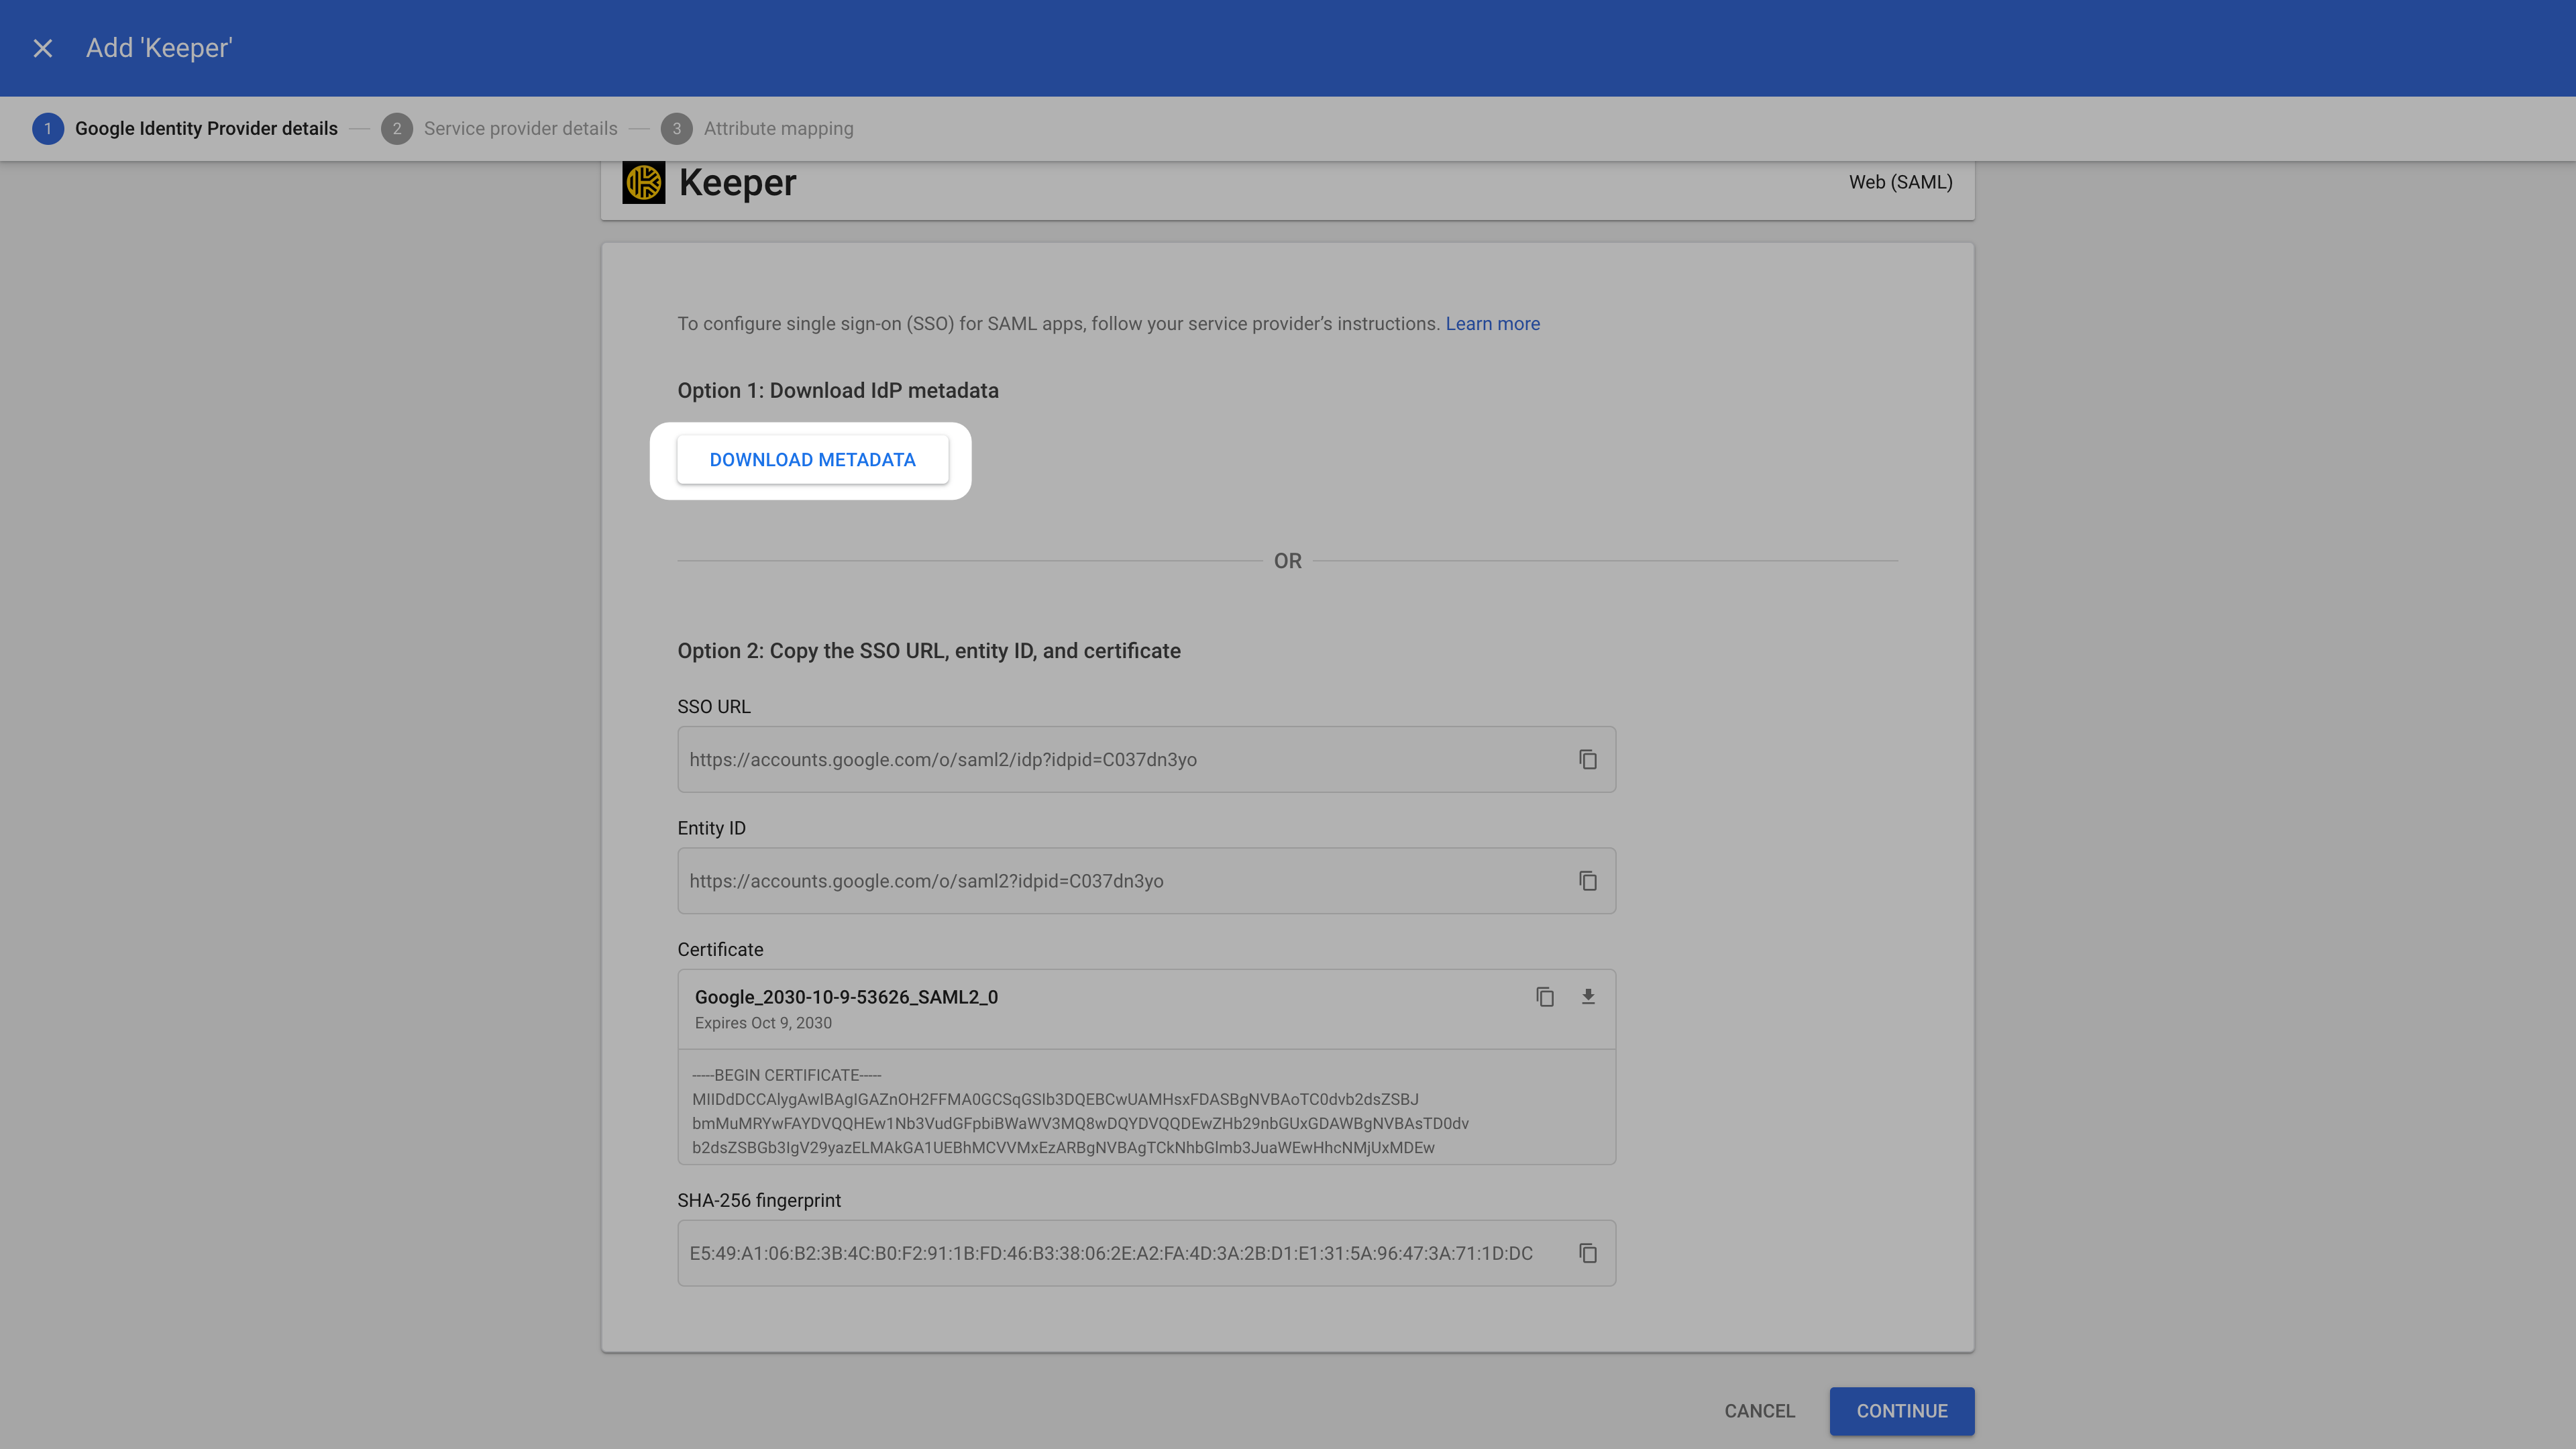 Add 'Keeper'
1 Google Identity Provider details
2 Service provider details
3 Attribute mapping
Keeper
Web (SAML)
To configure single sign-on (SSO) for SAML apps, follow your service provider’s instructions. Learn more
Option 1: Download IdP metadata
DOWNLOAD METADATA
OR
Option 2: Copy the SSO URL, entity ID, and certificate
SSO URL
https://accounts.google.com/o/saml2/idp?idpid=C037dn3yo
Entity ID
https://accounts.google.com/o/saml2?idpid=C037dn3yo
Certificate
Google_2030-10-9-53626_SAML2_0
Expires Oct 9, 2030
-----BEGIN CERTIFICATE-----
MIIDdDCCAlygAwIBAgIGAZnOH2FFMA0GCSqGSIb3DQEBCwUAMHsxFDASBgNVBAoTC0dvb2dsZSBJ
bmMuMRYwFAYDVQQHEw1Nb3VudGFpbiBWaWV3MQ8wDQYDVQQDEwZHb29nbGUxGDAWBgNVBAsTD0dv
b2dsZSBGb3IgV29yazELMAkGA1UEBhMCVVMxEzARBgNVBAgTCkNhbGlmb3JuaWEwHhcNMjUxMDEw
SHA-256 fingerprint
E5:49:A1:06:B2:3B:4C:B0:F2:91:1B:FD:46:B3:38:06:2E:A2:FA:4D:3A:2B:D1:E1:31:5A:96:47:3A:71:1D:DC
CANCEL
CONTINUE